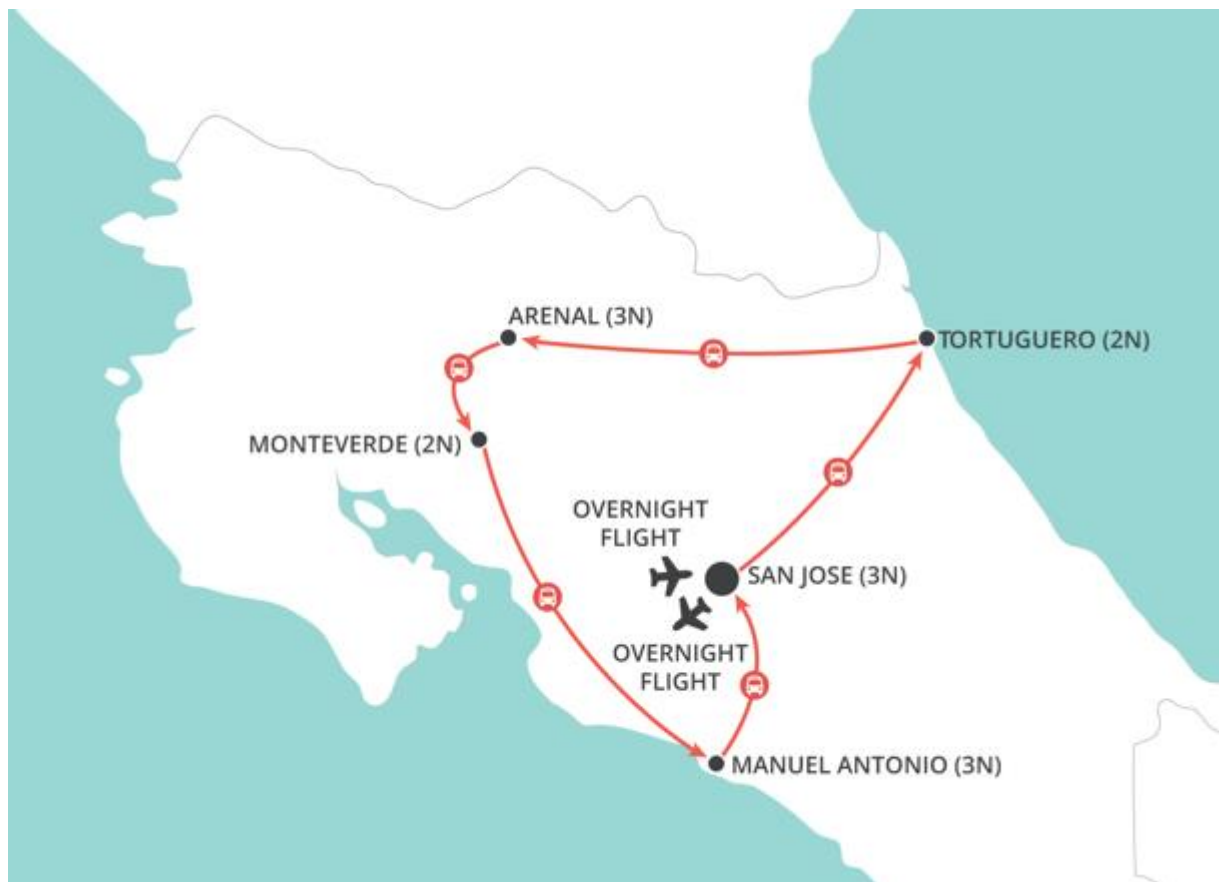 ARENAL (3N)
TORTUGUERO (2N)
MONTEVERDE (2N)
OVERNIGHT
FLIGHT
SAN JOSE (3N)
OVERNIGHT
FLIGHT
MANUEL ANTONIO (3N)